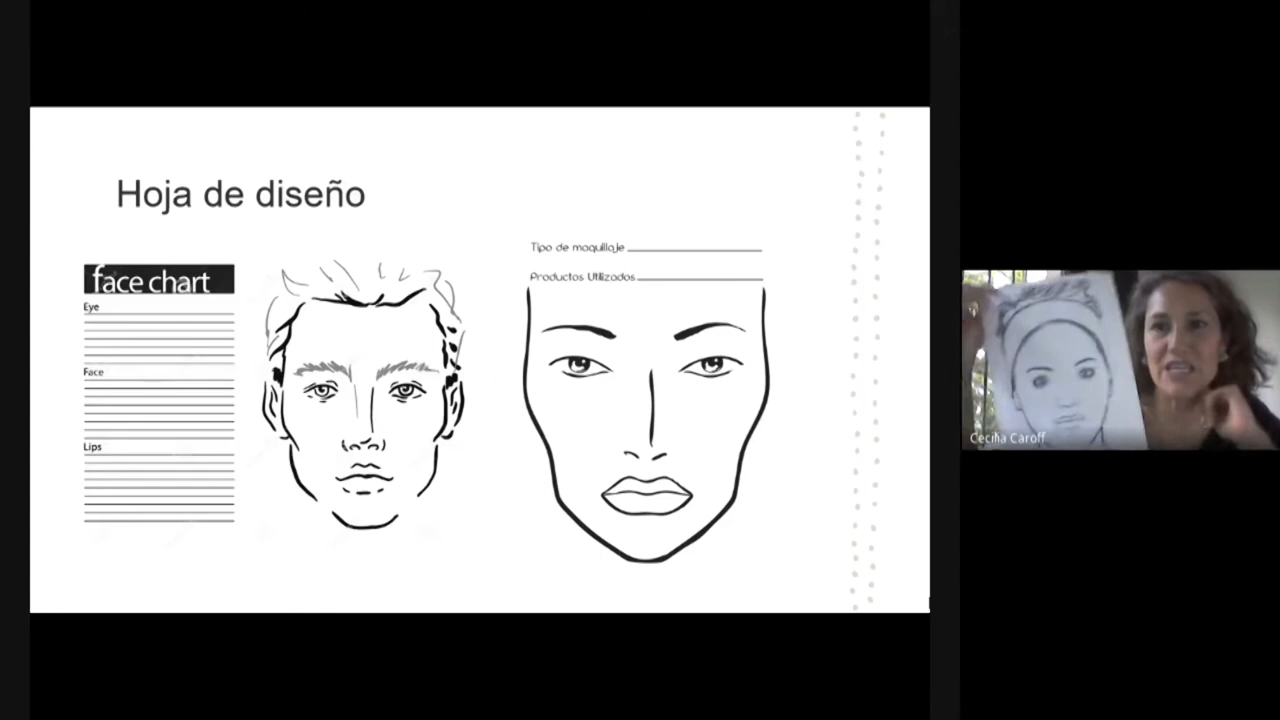 Hoja de diseño
Tipo de maquillaje
Productos Utilizados
face chart
Eye
Face
Lips
Cecilia Caroff